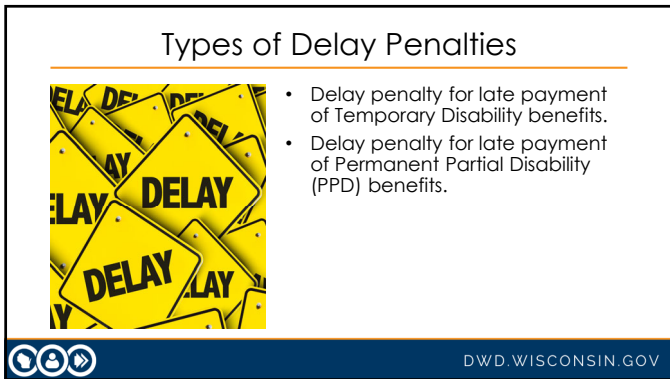 Types of Delay Penalties
DELAY
DELAY
• Delay penalty for late payment
of Temporary Disability benefits.
• Delay penalty for late payment
of Permanent Partial Disability
(PPD) benefits.
DWD.WISCONSIN.GOV